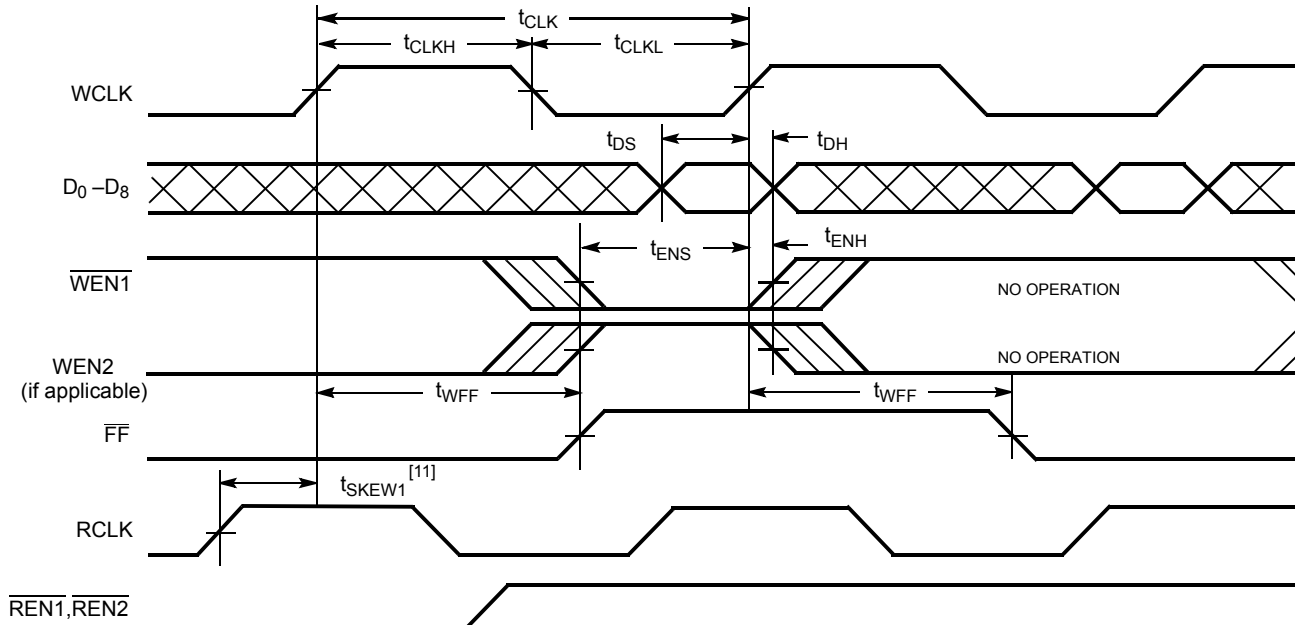 tCLK
tCLKH
tCLKL
WCLK
tDS
tDH
D0 –D8
tENS
tENH
WEN1
NO OPERATION
WEN2
(if applicable)
NO OPERATION
tWFF
tWFF
FF
tSKEW1 [11]
RCLK
REN1,REN2